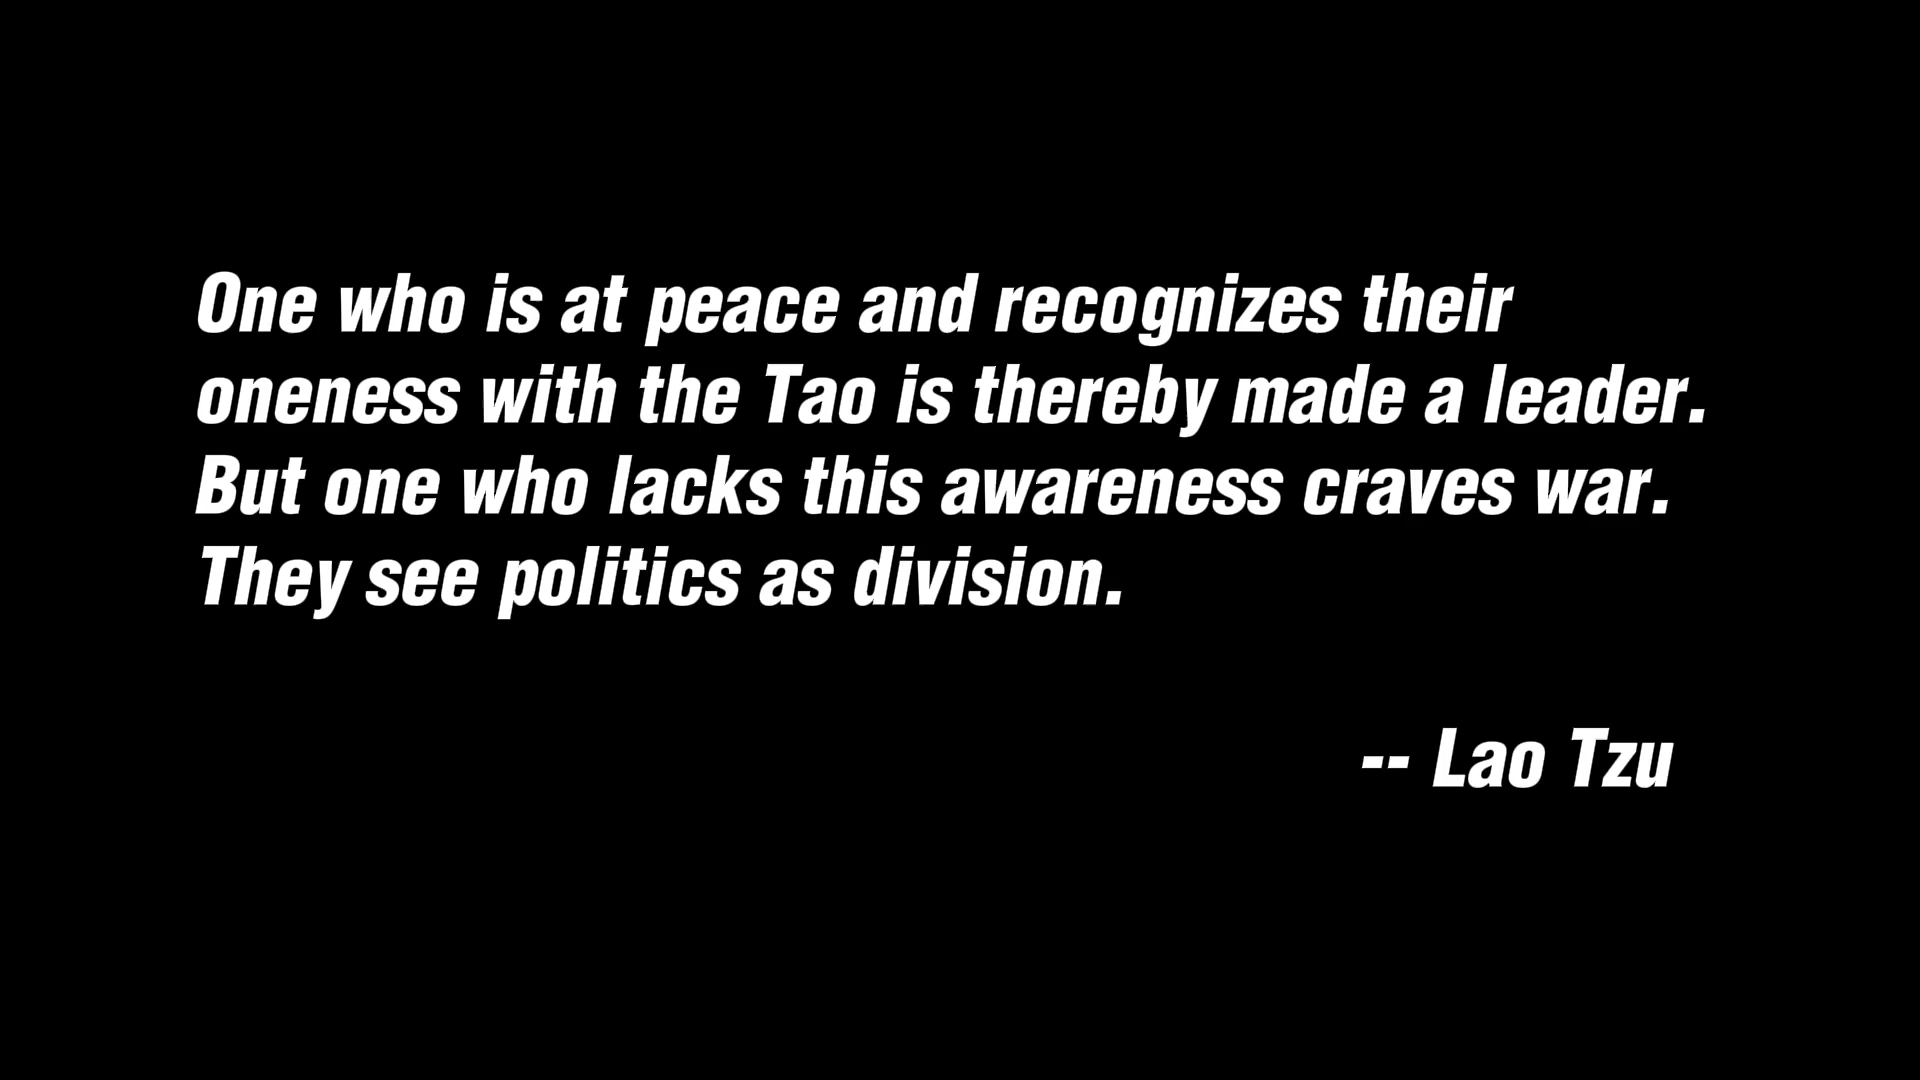 One who is at peace and recognizes their
oneness with the Tao is thereby made a leader.
But one who lacks this awareness craves war.
They see politics as division.
-- Lao Tzu